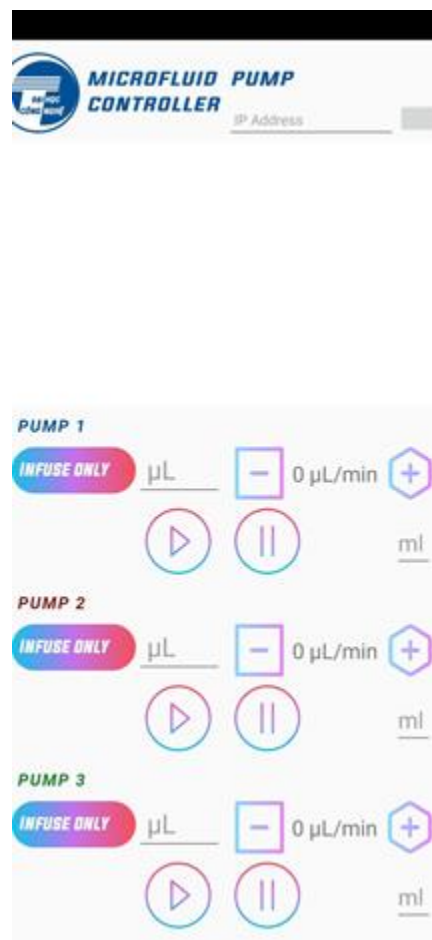 MICROFLUID PUMP
CONTROLLER
IP Address
PUMP 1
INFUSE ONLY µL 0 µL/min
ml
PUMP 2
INFUSE ONLY µL 0 µL/min
ml
PUMP 3
INFUSE ONLY µL 0 µL/min
ml